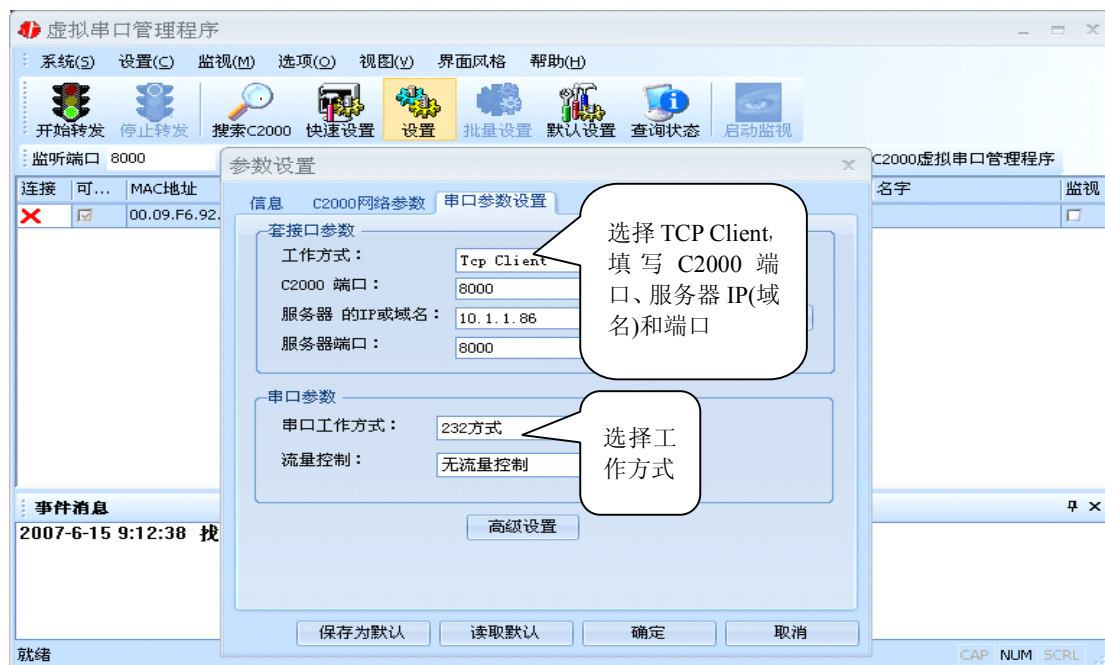 虚拟串口管理程序
系统(S) 设置(C) 监视(M) 选项(O) 视图(V) 界面风格 帮助(H)
开始转发 停止转发 搜索C2000 快速设置 设置 批量设置 默认设置 查询状态 启动监视
监听端口 8000
C2000虚拟串口管理程序
连接 可... MAC地址 名字 监视
00.09.F6.92.
参数设置
信息 C2000网络参数 串口参数设置
套接口参数
工作方式： Tcp Client
C2000 端口： 8000
服务器 的IP或域名： 10.1.1.86
服务器端口： 8000
选择 TCP Client,
填写 C2000 端
口、服务器 IP(域
名)和端口
串口参数
串口工作方式： 232方式
流量控制： 无流量控制
选择工
作方式
高级设置
保存为默认 读取默认 确定 取消
事件消息
2007-6-15 9:12:38 找
就绪
CAP NUM SCRL